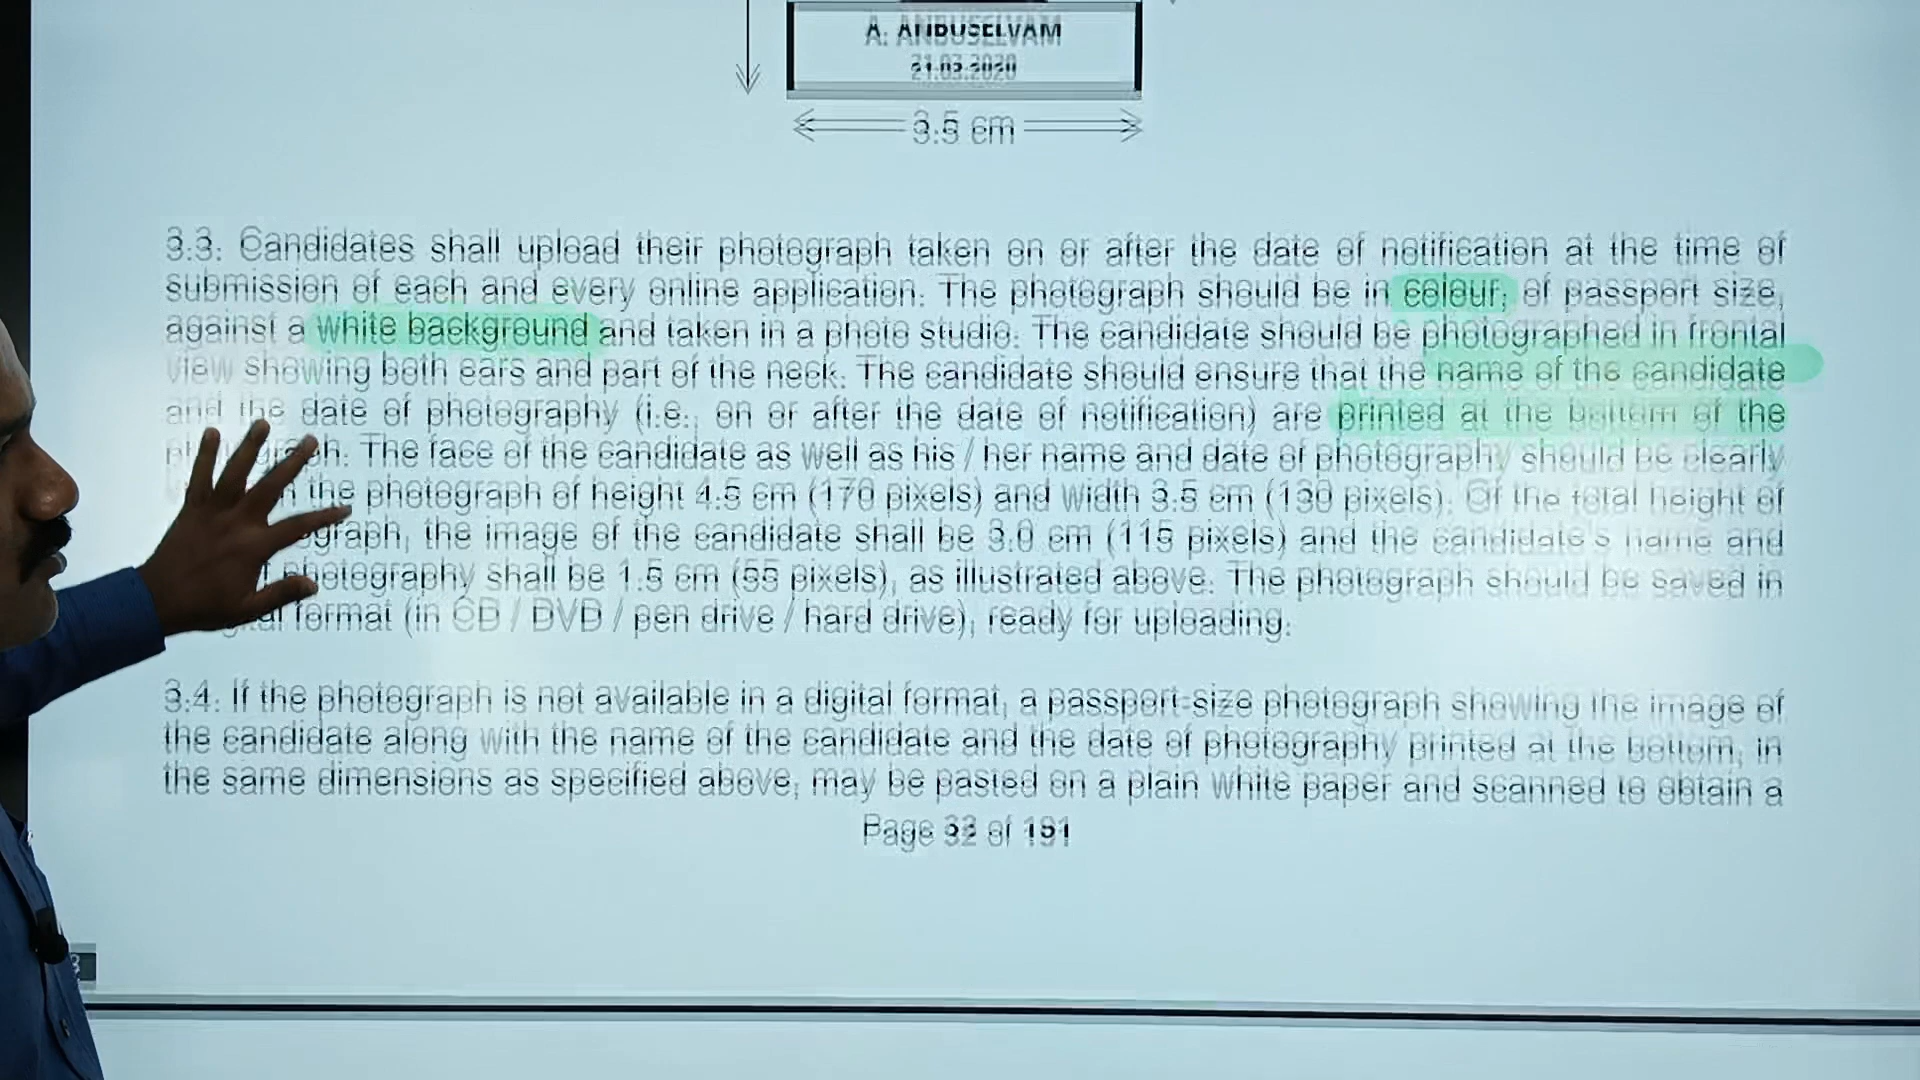 A. ANBUSELVAM
21.03.2020
3.5 cm
3.3. Candidates shall upload their photograph taken on or after the date of notification at the time of
submission of each and every online application. The photograph should be in colour, of passport size,
against a white background and taken in a photo studio. The candidate should be photographed in frontal
view showing both ears and part of the neck. The candidate should ensure that the name of the candidate
and the date of photography (i.e., on or after the date of notification) are printed at the bottom of the
The face of the candidate as well as his / her name and date of photography should be clearly
the photograph of height 4.5 cm (170 pixels) and width 3.5 cm (130 pixels). Of the total height of
the image of the candidate shall be 3.0 cm (115 pixels) and the candidate's name and
photography shall be 1.5 cm (55 pixels), as illustrated above. The photograph should be saved in
format (in CD / DVD / pen drive / hard drive), ready for uploading.
3.4. If the photograph is not available in a digital format, a passport-size photograph showing the image of
the candidate along with the name of the candidate and the date of photography printed at the bottom, in
the same dimensions as specified above, may be pasted on a plain white paper and scanned to obtain a
Page 32 of 191